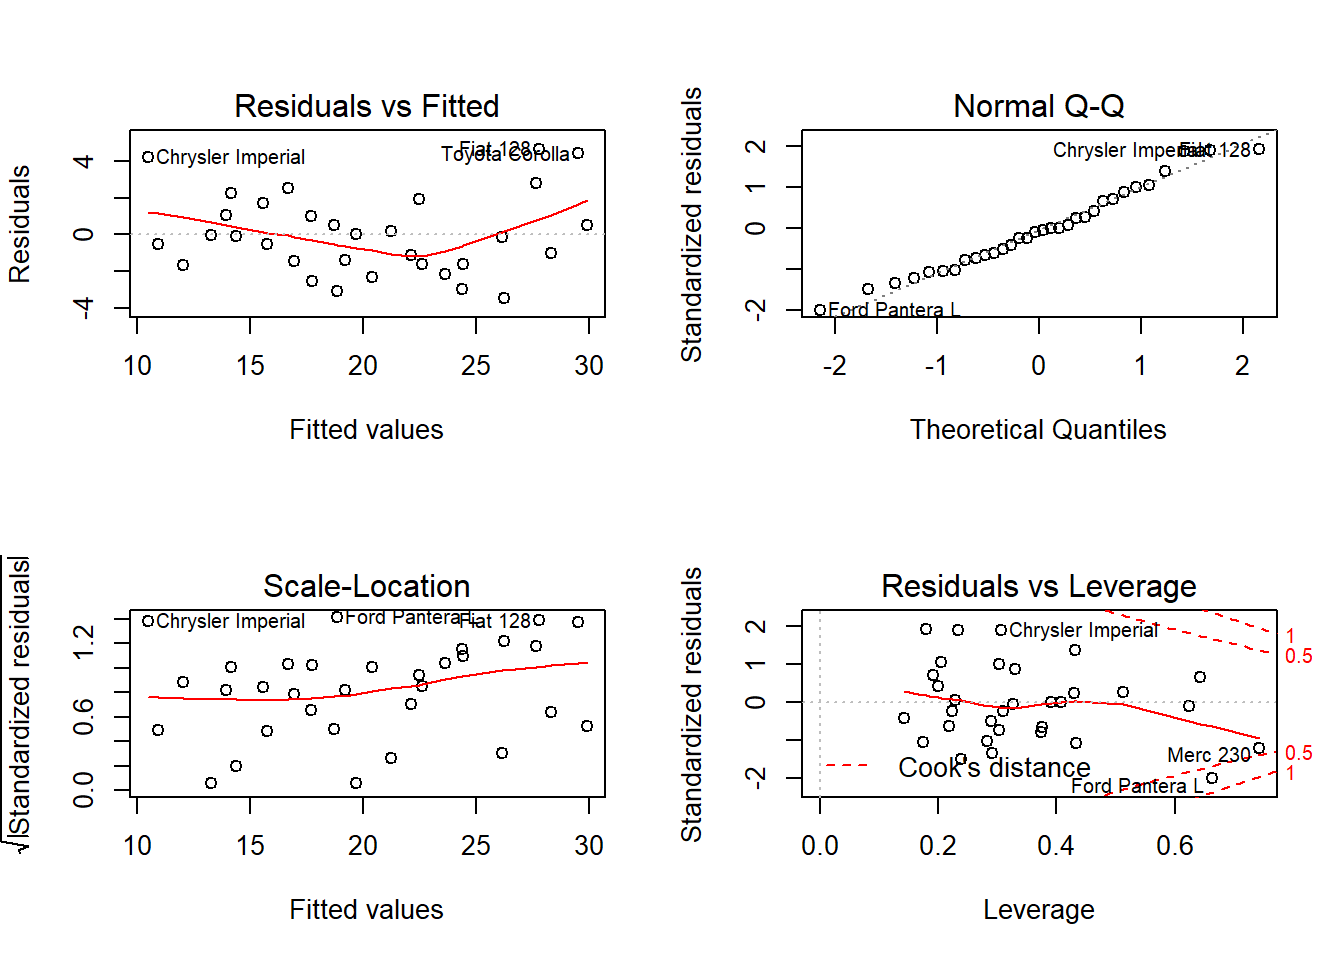 Residuals vs Fitted
Residuals
4
0
-4
Chrysler Imperial
Fiat 128
Toyota Corolla
10 15 20 25 30
Fitted values
Normal Q-Q
Standardized residuals
2
1
0
-2
Chrysler Imperial
Fiat 128
Ford Pantera L
-2 -1 0 1 2
Theoretical Quantiles
Scale-Location
√|Standardized residuals|
1.2
0.6
0.0
Chrysler Imperial
Ford Pantera L
Fiat 128
10 15 20 25 30
Fitted values
Residuals vs Leverage
Standardized residuals
2
1
0
-2
Chrysler Imperial
1
0.5
Merc 230
0.5
1
Cook's distance
Ford Pantera L
0.0 0.2 0.4 0.6
Leverage